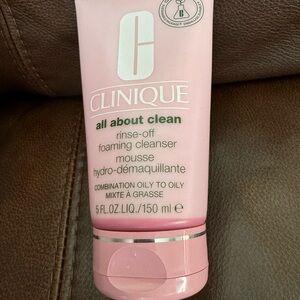 C
CLINIQUE
all about clean
rinse-off
foaming cleanser
mousse
hydro-démaquillante
COMBINATION OILY TO OILY
MIXTE À GRASSE
5 FL.OZ.LIQ./150 ml e